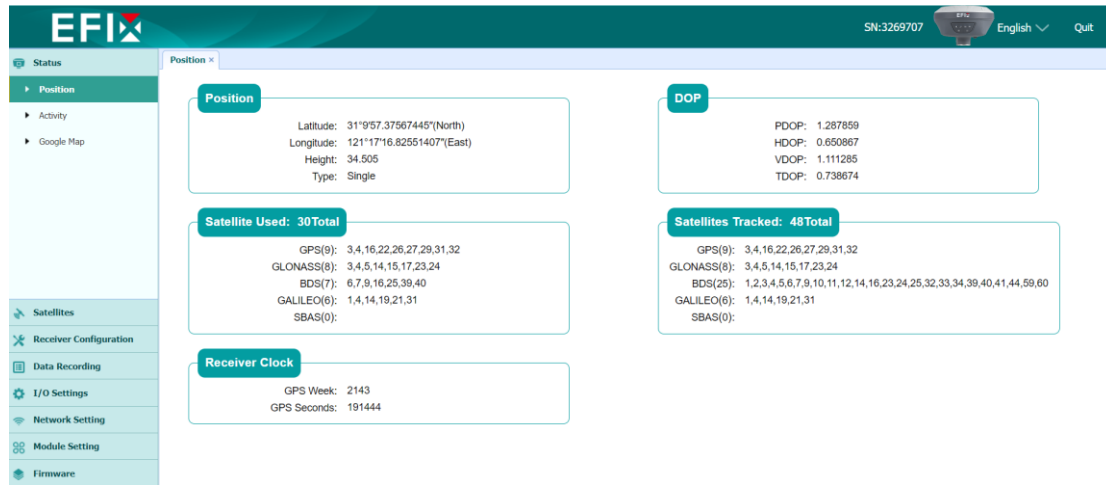 EFIX
SN:3269707
EFIX
English
Quit
Status
Position
Activity
Google Map
Satellites
Receiver Configuration
Data Recording
I/O Settings
Network Setting
Module Setting
Firmware
Position ×
Position
Latitude: 31°9'57.37567445"(North)
Longitude: 121°17'16.82551407"(East)
Height: 34.505
Type: Single
DOP
PDOP: 1.287859
HDOP: 0.650867
VDOP: 1.111285
TDOP: 0.738674
Satellite Used: 30Total
GPS(9): 3,4,16,22,26,27,29,31,32
GLONASS(8): 3,4,5,14,15,17,23,24
BDS(7): 6,7,9,16,25,39,40
GALILEO(6): 1,4,14,19,21,31
SBAS(0):
Satellites Tracked: 48Total
GPS(9): 3,4,16,22,26,27,29,31,32
GLONASS(8): 3,4,5,14,15,17,23,24
BDS(25): 1,2,3,4,5,6,7,9,10,11,12,14,16,23,24,25,32,33,34,39,40,41,44,59,60
GALILEO(6): 1,4,14,19,21,31
SBAS(0):
Receiver Clock
GPS Week: 2143
GPS Seconds: 191444